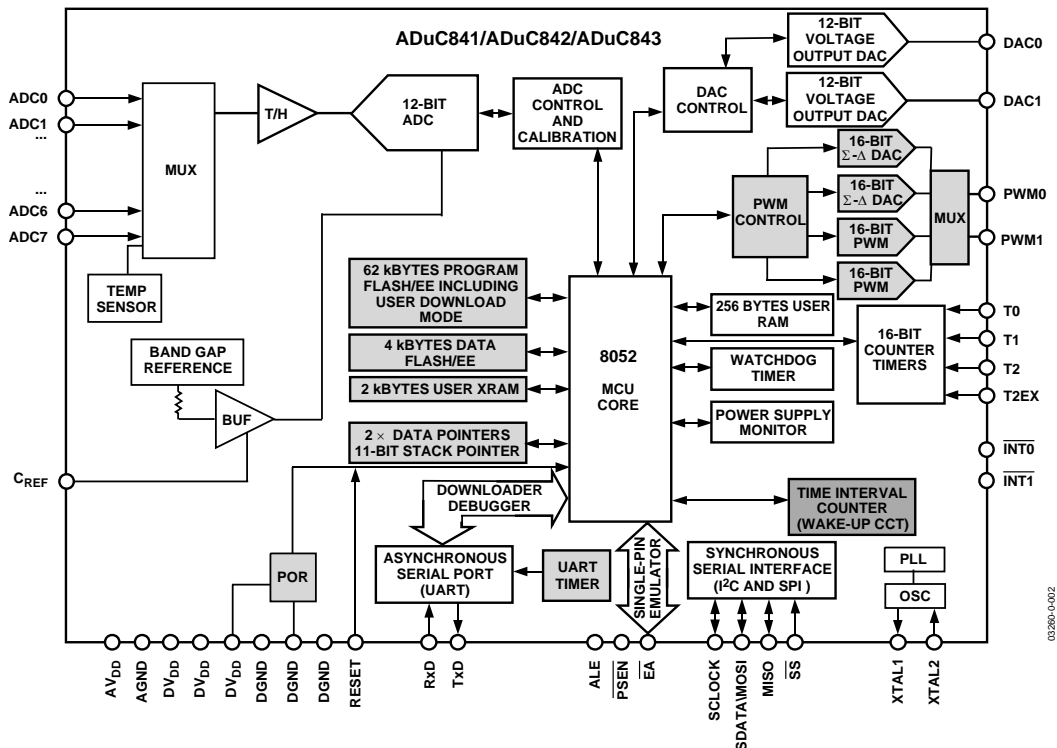 ADuC841/ADuC842/ADuC843
ADC0
ADC1
...
...
ADC6
ADC7
MUX
T/H
12-BIT
ADC
ADC
CONTROL
AND
CALIBRATION
DAC
CONTROL
12-BIT
VOLTAGE
OUTPUT DAC
DAC0
12-BIT
VOLTAGE
OUTPUT DAC
DAC1
16-BIT
Σ-Δ DAC
16-BIT
Σ-Δ DAC
16-BIT
PWM
16-BIT
PWM
PWM
CONTROL
MUX
PWM0
PWM1
TEMP
SENSOR
62 kBYTES PROGRAM
FLASH/EE INCLUDING
USER DOWNLOAD
MODE
4 kBYTES DATA
FLASH/EE
2 kBYTES USER XRAM
2 × DATA POINTERS
11-BIT STACK POINTER
8052
MCU
CORE
256 BYTES USER
RAM
WATCHDOG
TIMER
POWER SUPPLY
MONITOR
16-BIT
COUNTER
TIMERS
T0
T1
T2
T2EX
INT0
INT1
BAND GAP
REFERENCE
BUF
CREF
DOWNLOADER
DEBUGGER
TIME INTERVAL
COUNTER
(WAKE-UP CCT)
POR
ASYNCHRONOUS
SERIAL PORT
(UART)
UART
TIMER
SINGLE-PIN
EMULATOR
SYNCHRONOUS
SERIAL INTERFACE
(I2C AND SPI )
PLL
OSC
AVDD
AGND
DVDD
DVDD
DVDD
DGND
DGND
DGND
RESET
RxD
TxD
ALE
PSEN
EA
SCLOCK
SDATA\MOSI
MISO
SS
XTAL1
XTAL2
03260-0-002